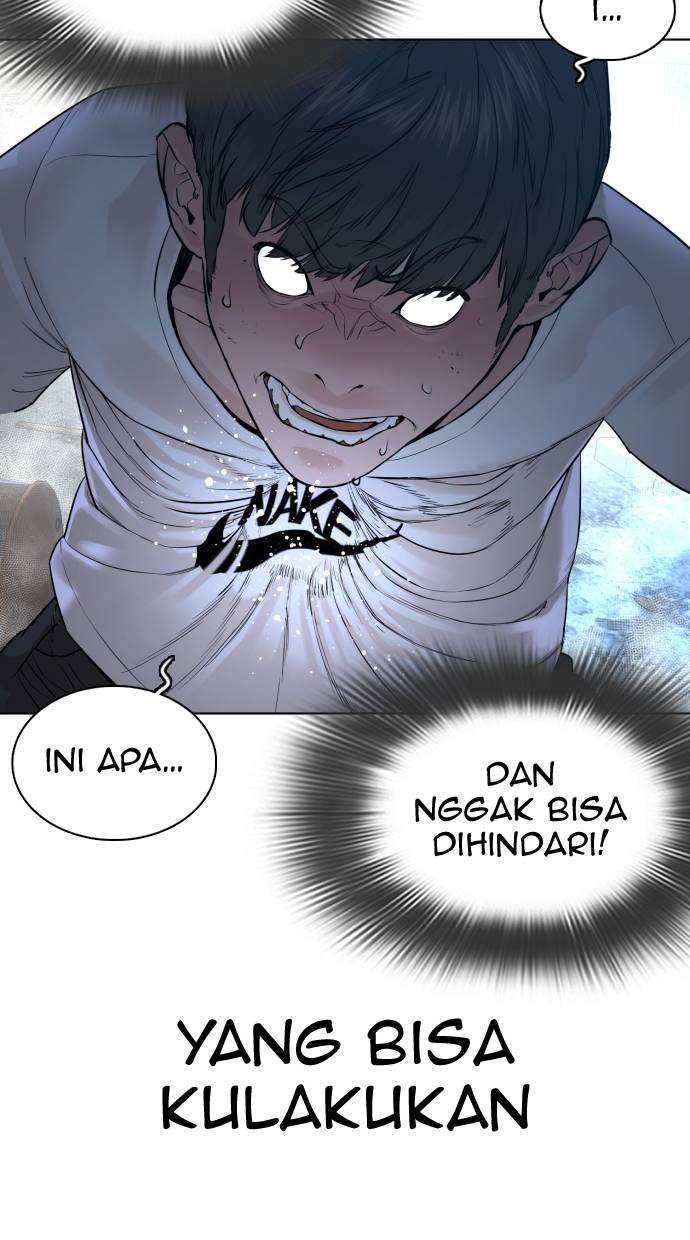 I...
NAKE
INI APA...
DAN
NGGAK BISA
DIHINDARI!
YANG BISA
KULAKUKAN